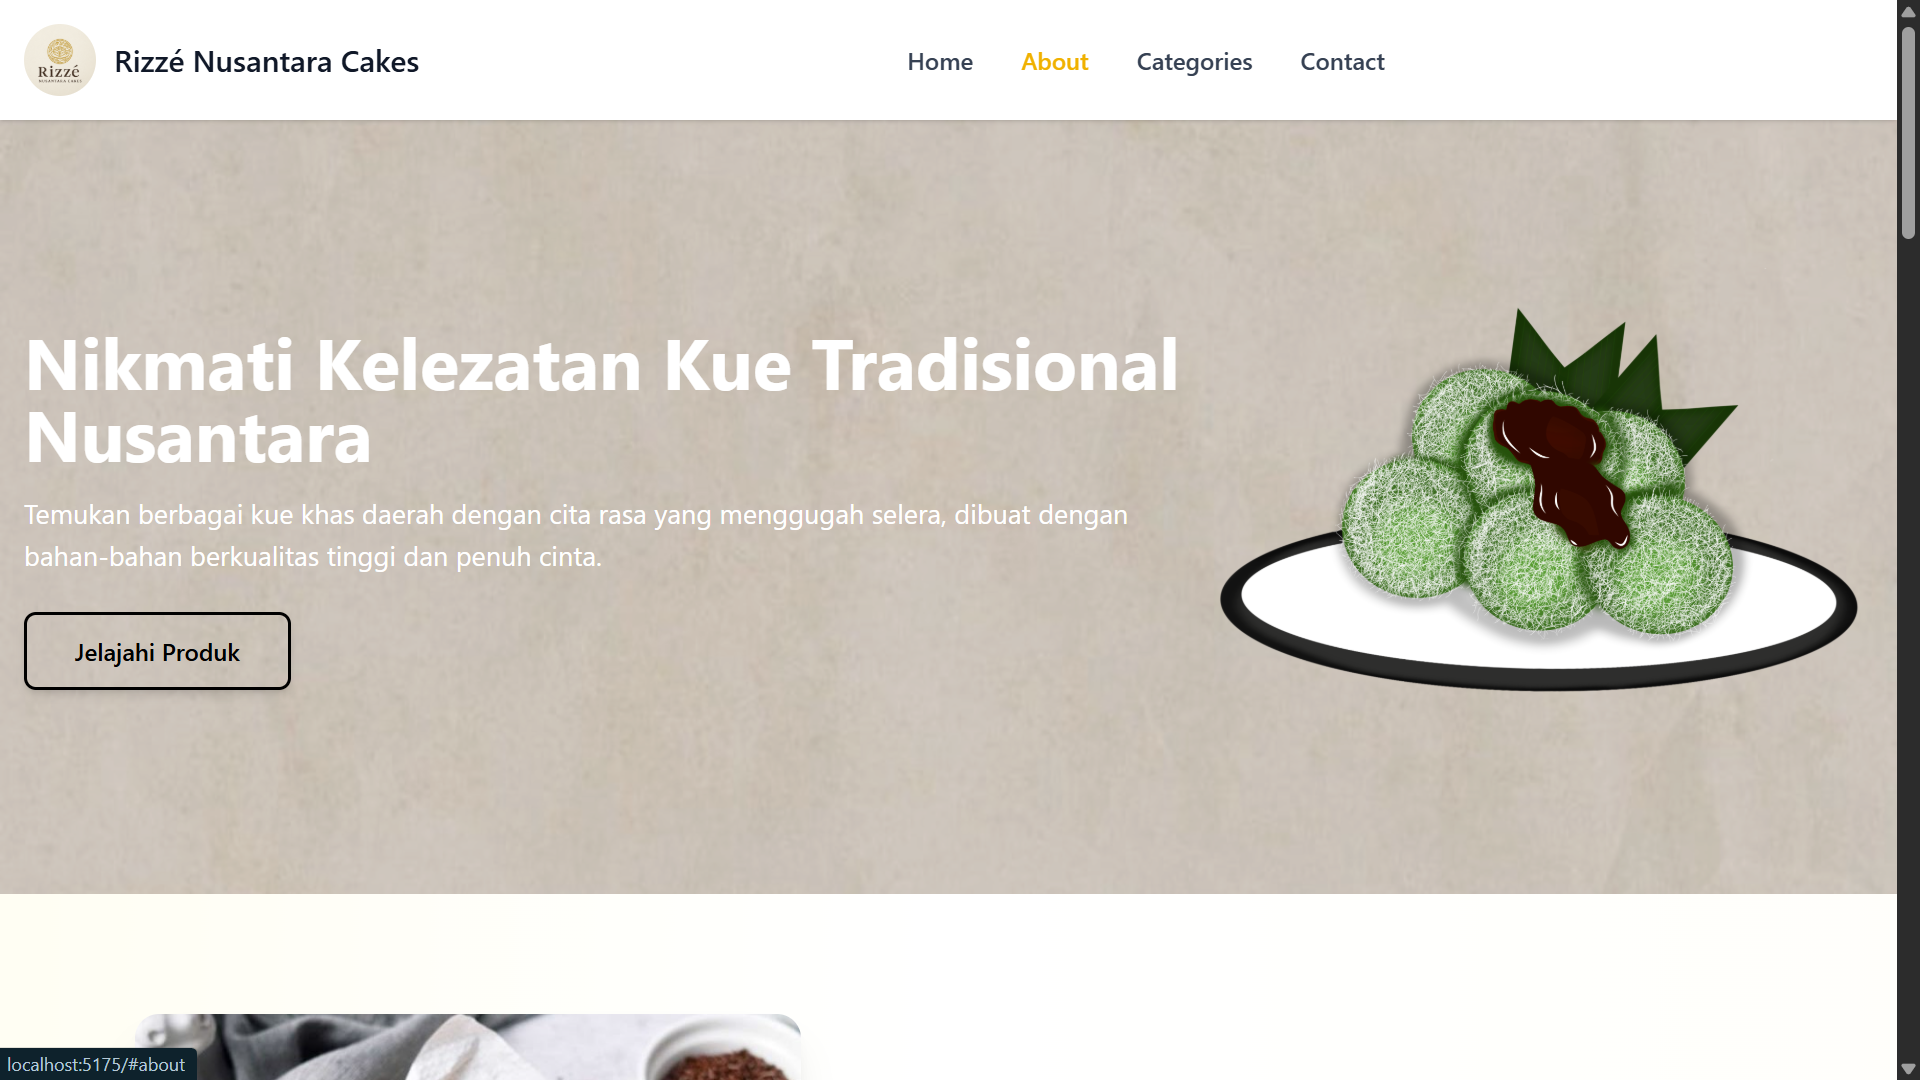 Rizzé
NUSANTARA CAKES
Rizzé Nusantara Cakes
Home
About
Categories
Contact
Nikmati Kelezatan Kue Tradisional
Nusantara
Temukan berbagai kue khas daerah dengan cita rasa yang menggugah selera, dibuat dengan
bahan-bahan berkualitas tinggi dan penuh cinta.
Jelajahi Produk
localhost:5175/#about